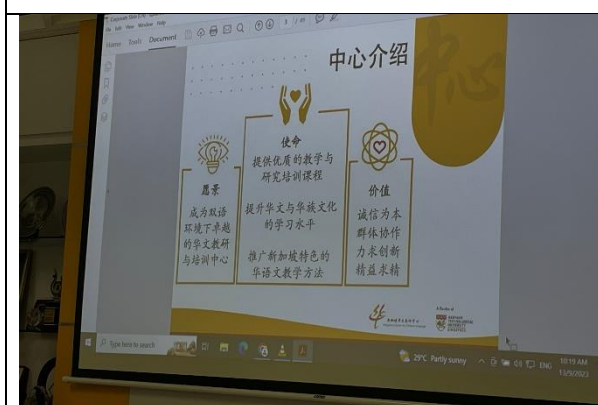 Home Tools Document
中心介绍
使命
提供优质的教学与
研究培训课程
提升华文与华族文化
的学习水平
推广新加坡特色的
华语文教学方法
愿景
成为双语
环境下卓越
的华文教研
与培训中心
价值
诚信为本
群体协作
力求创新
精益求精
Type here to search
29°C Partly sunny
ENG
10:19 AM
13/9/2023